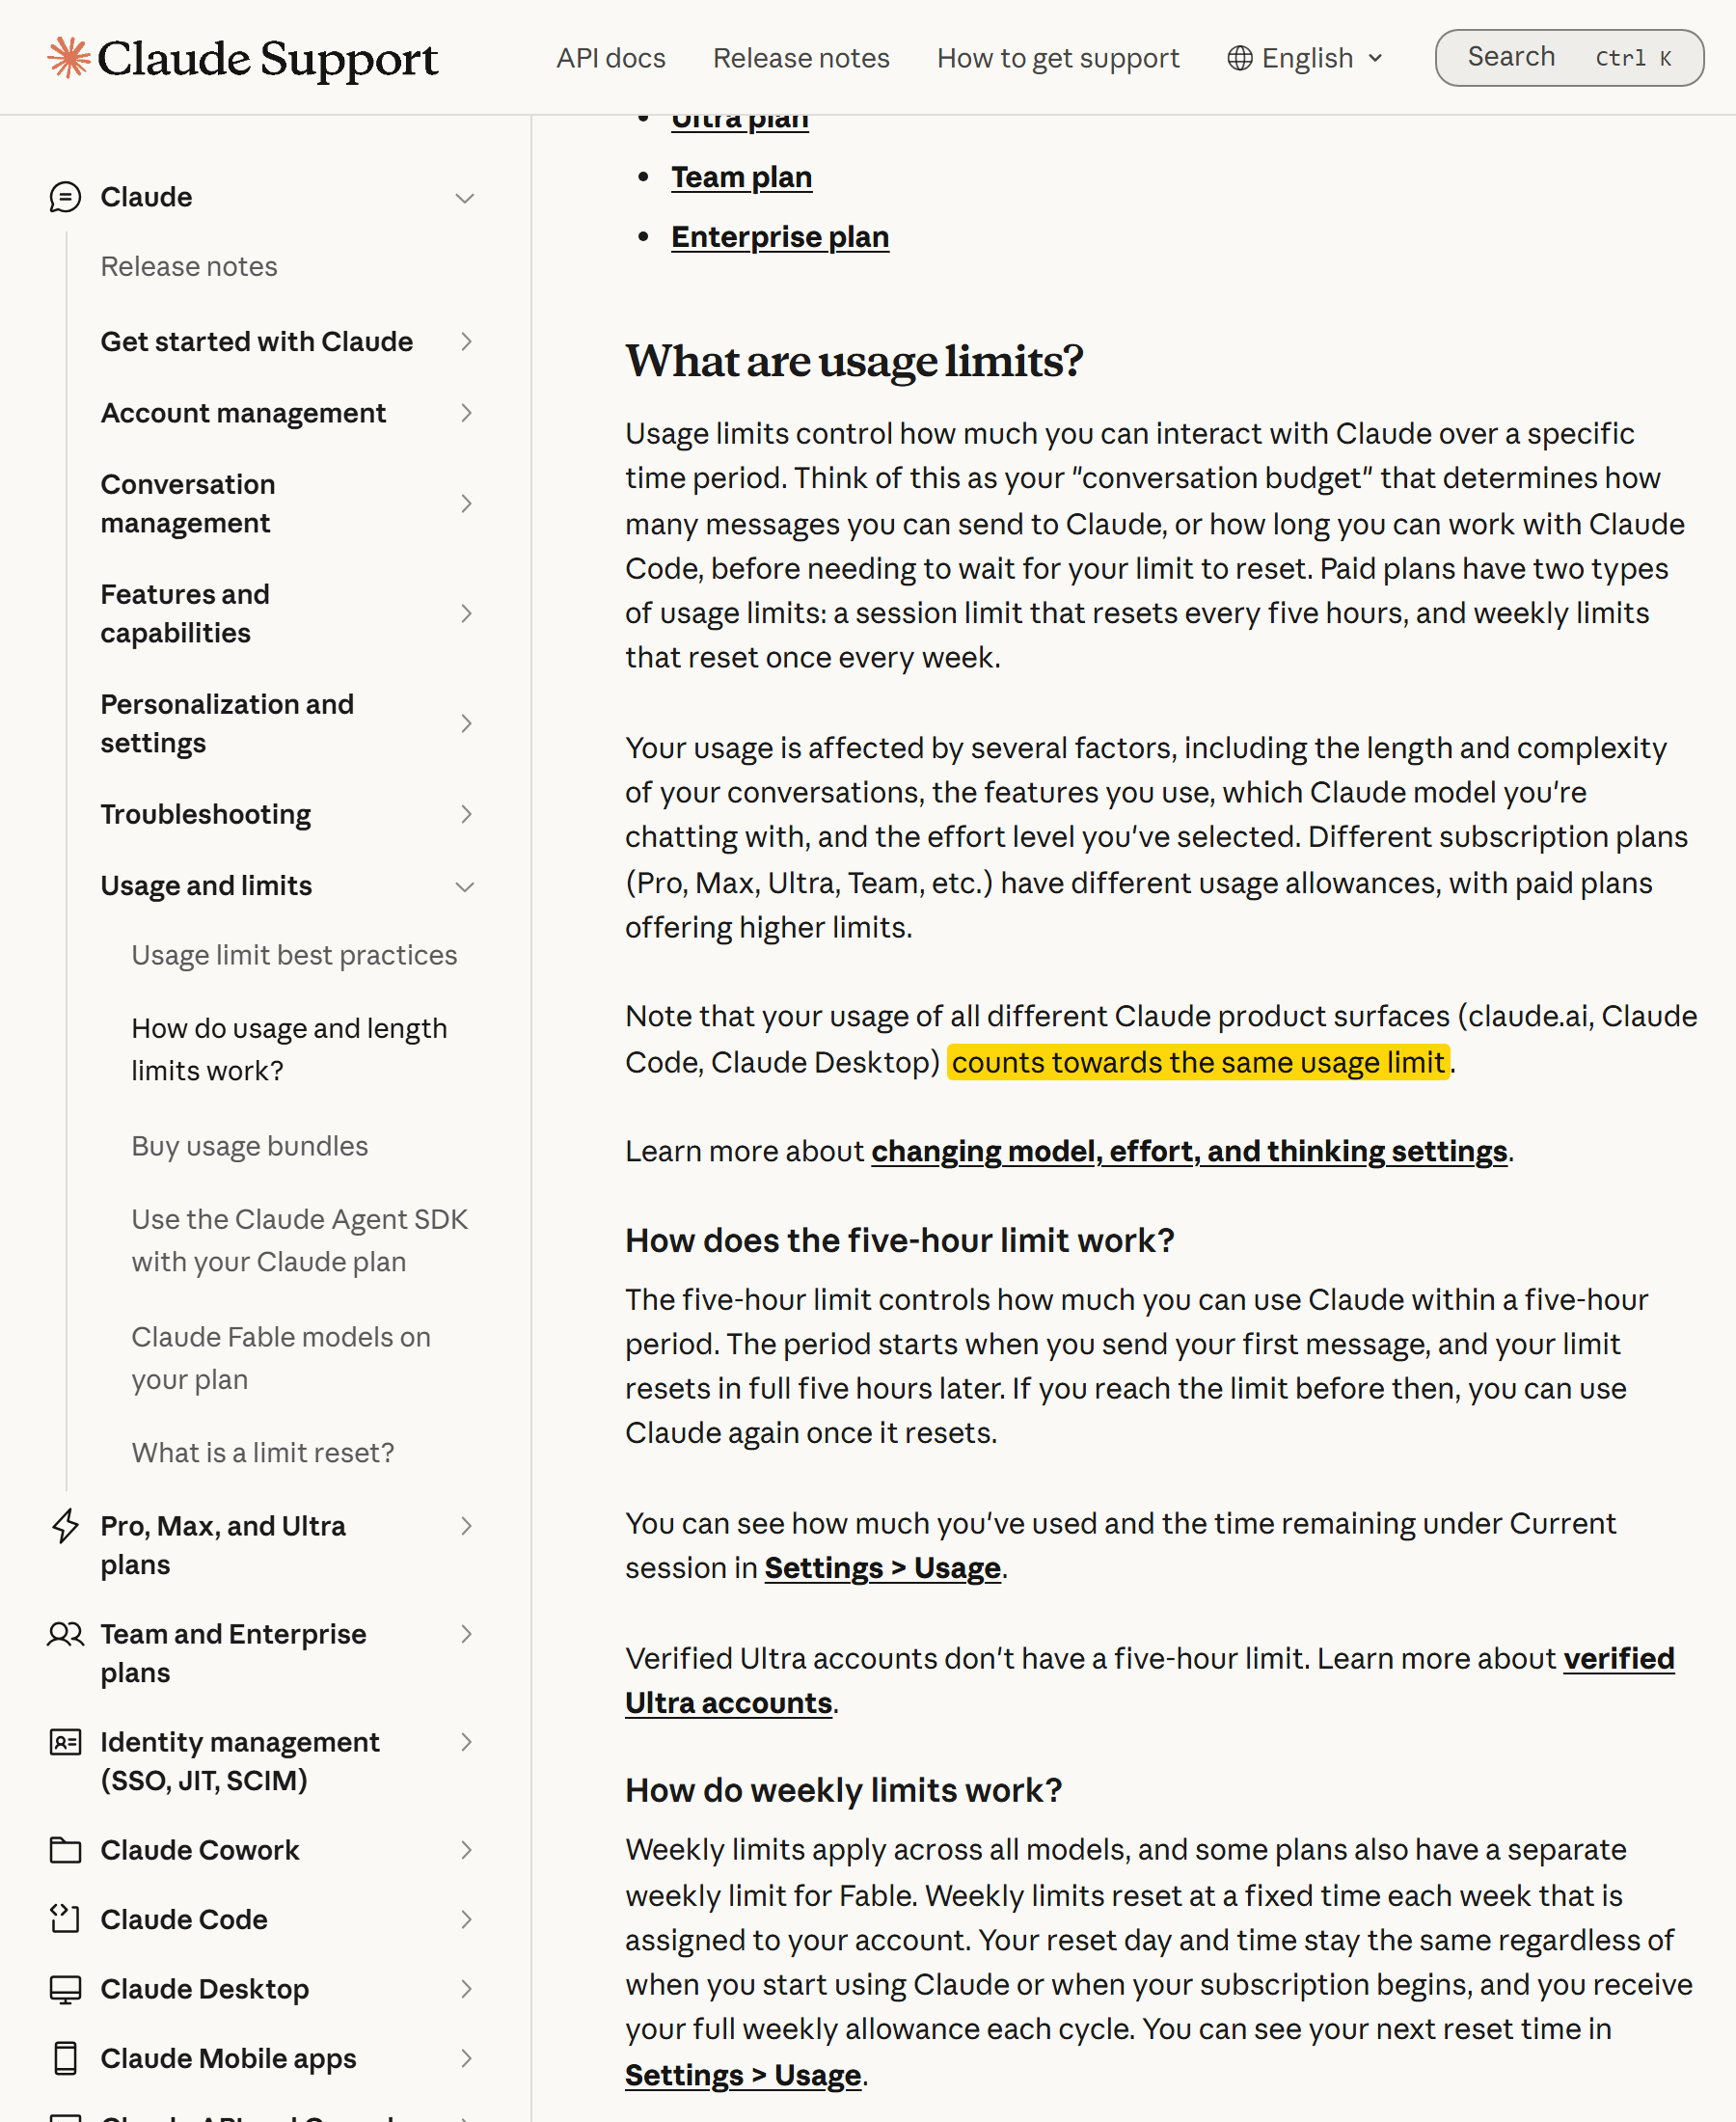 Claude Support
API docs
Release notes
How to get support
English
Search Ctrl K
Claude
Release notes
Get started with Claude
Account management
Conversation
management
Features and
capabilities
Personalization and
settings
Troubleshooting
Usage and limits
Usage limit best practices
How do usage and length
limits work?
Buy usage bundles
Use the Claude Agent SDK
with your Claude plan
Claude Fable models on
your plan
What is a limit reset?
Pro, Max, and Ultra
plans
Team and Enterprise
plans
Identity management
(SSO, JIT, SCIM)
Claude Cowork
Claude Code
Claude Desktop
Claude Mobile apps
• Ultra plan
• Team plan
• Enterprise plan
What are usage limits?
Usage limits control how much you can interact with Claude over a specific
time period. Think of this as your "conversation budget" that determines how
many messages you can send to Claude, or how long you can work with Claude
Code, before needing to wait for your limit to reset. Paid plans have two types
of usage limits: a session limit that resets every five hours, and weekly limits
that reset once every week.
Your usage is affected by several factors, including the length and complexity
of your conversations, the features you use, which Claude model you're
chatting with, and the effort level you've selected. Different subscription plans
(Pro, Max, Ultra, Team, etc.) have different usage allowances, with paid plans
offering higher limits.
Note that your usage of all different Claude product surfaces (claude.ai, Claude
Code, Claude Desktop) counts towards the same usage limit.
Learn more about changing model, effort, and thinking settings.
How does the five-hour limit work?
The five-hour limit controls how much you can use Claude within a five-hour
period. The period starts when you send your first message, and your limit
resets in full five hours later. If you reach the limit before then, you can use
Claude again once it resets.
You can see how much you've used and the time remaining under Current
session in Settings > Usage.
Verified Ultra accounts don't have a five-hour limit. Learn more about verified
Ultra accounts.
How do weekly limits work?
Weekly limits apply across all models, and some plans also have a separate
weekly limit for Fable. Weekly limits reset at a fixed time each week that is
assigned to your account. Your reset day and time stay the same regardless of
when you start using Claude or when your subscription begins, and you receive
your full weekly allowance each cycle. You can see your next reset time in
Settings > Usage.